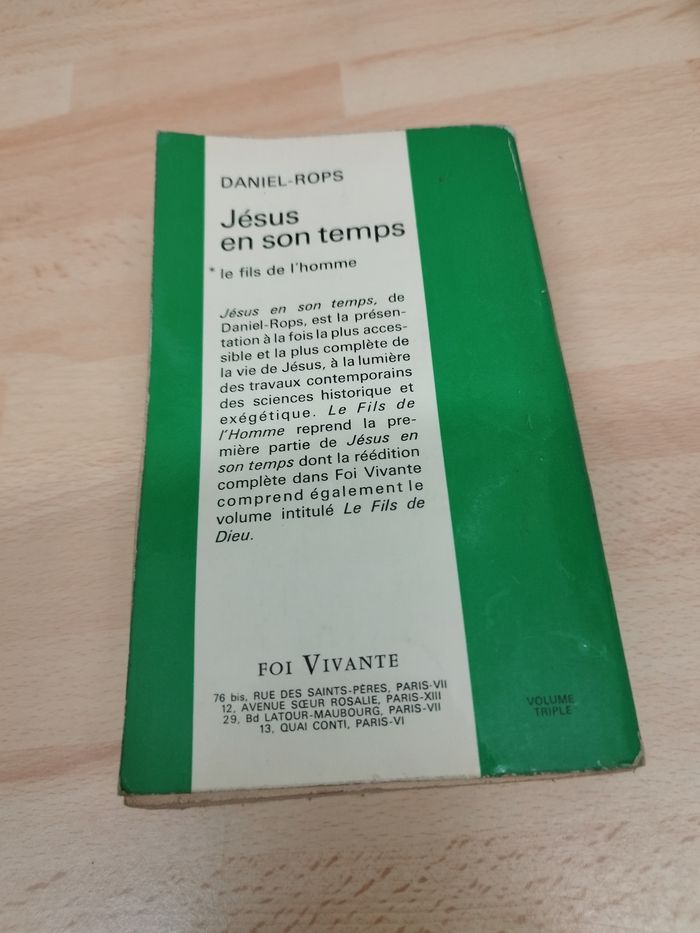 DANIEL-ROPS
Jésus
en son temps
* le fils de l'homme
Jésus en son temps, de
Daniel-Rops, est la présen-
tation à la fois la plus acces-
sible et la plus complète de
la vie de Jésus, à la lumière
des travaux contemporains
des sciences historique et
exégétique. Le Fils de
l'Homme reprend la pre-
mière partie de Jésus en
son temps dont la réédition
complète dans Foi Vivante
comprend également le
volume intitulé Le Fils de
Dieu.
FOI VIVANTE
76 bis, RUE DES SAINTS-PÈRES, PARIS-VII
12, AVENUE SŒUR ROSALIE, PARIS-XIII
29, Bd LATOUR-MAUBOURG, PARIS-VII
13, QUAI CONTI, PARIS-VI
VOLUME
TRIPLE